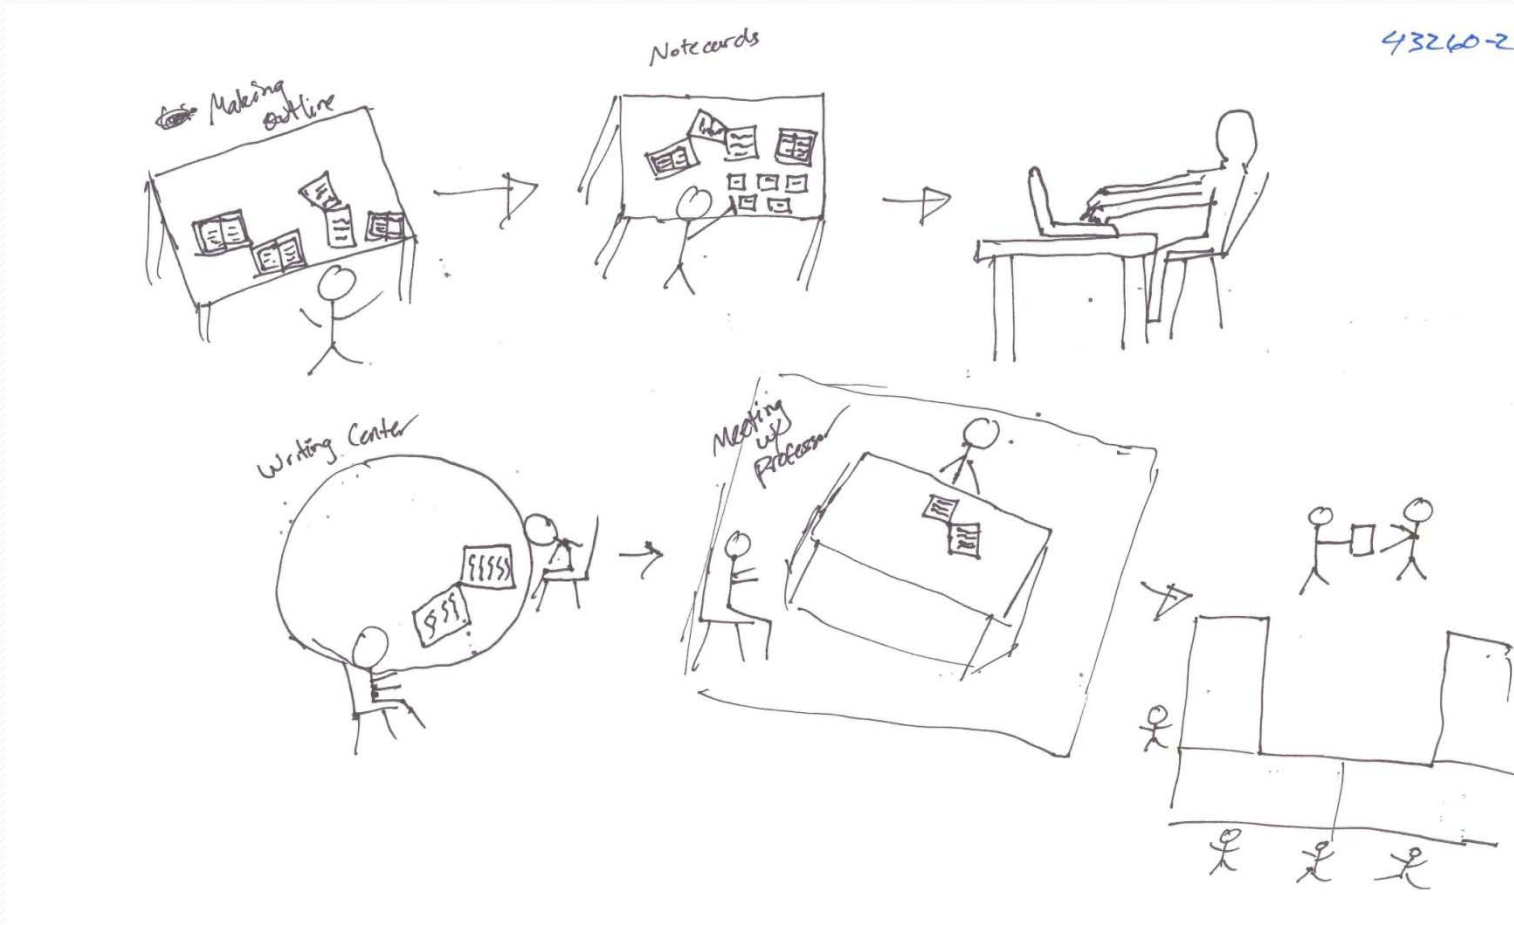 43260-2
Making
outline
Notecards
Writing Center
Meeting
w/
Professor